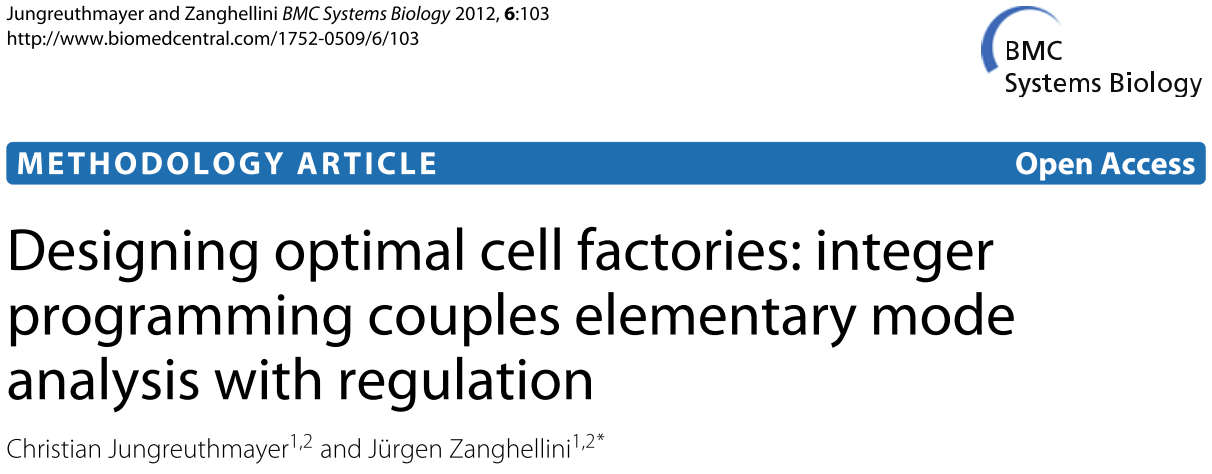 Jungreuthmayer and Zanghellini BMC Systems Biology 2012, 6:103
http://www.biomedcentral.com/1752-0509/6/103
BMC
Systems Biology
METHODOLOGY ARTICLE
Open Access
Designing optimal cell factories: integer
programming couples elementary mode
analysis with regulation
Christian Jungreuthmayer1,2 and Jürgen Zanghellini1,2*